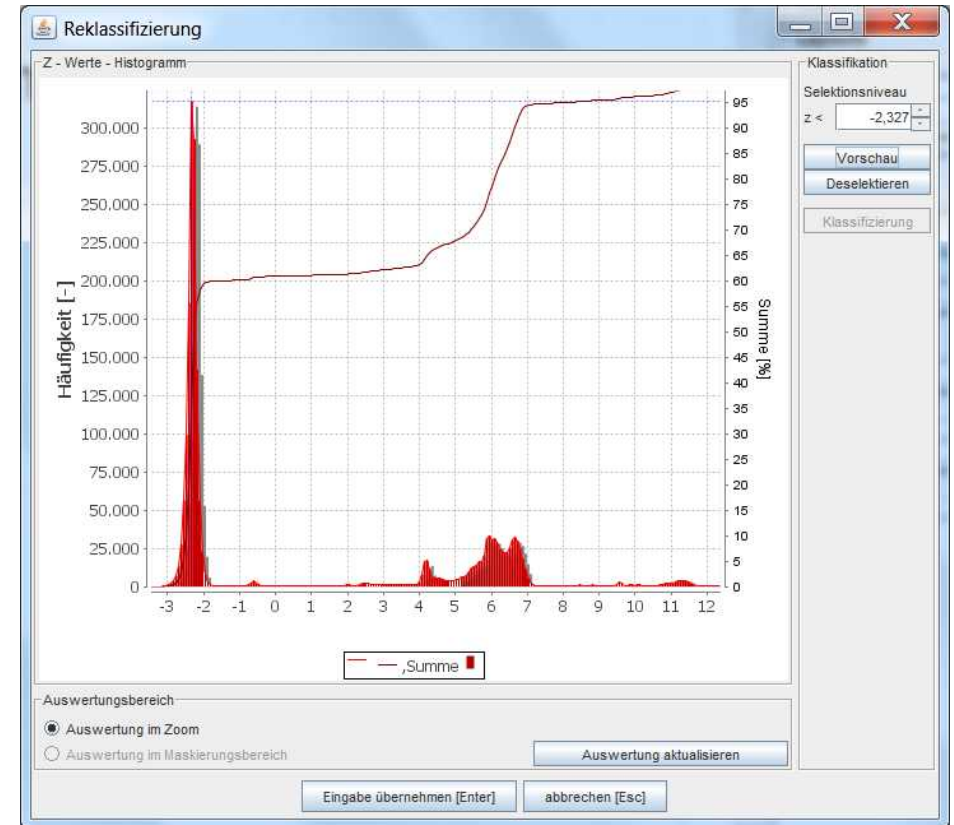 Reklassifizierung
Z - Werte - Histogramm
Häufigkeit [-]
300.000
275.000
250.000
225.000
200.000
175.000
150.000
125.000
100.000
75.000
50.000
25.000
0
-3 -2 -1 0 1 2 3 4 5 6 7 8 9 10 11 12
95
90
85
80
75
70
65
60
55
50
45
40
35
30
25
20
15
10
5
0
Summe [%]
,Summe
Klassifikation
Selektionsniveau
z < -2,327
Vorschau
Deselektieren
Klassifizierung
Auswertungsbereich
Auswertung im Zoom
Auswertung im Maskierungsbereich
Auswertung aktualisieren
Eingabe übernehmen [Enter]
abbrechen [Esc]